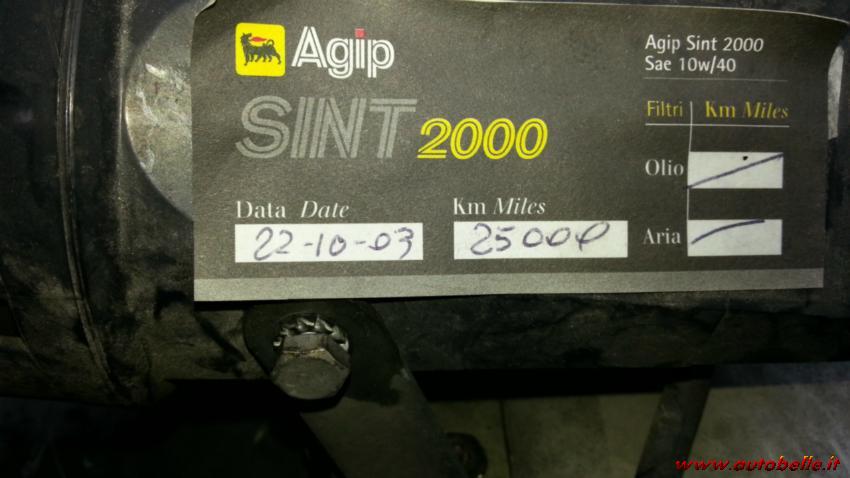 Agip
SINT 2000
Data Date
22-10-03
Km Miles
25000
Agip Sint 2000
Sae 10w/40
Filtri Km Miles
Olio
Aria
www.autobelle.it